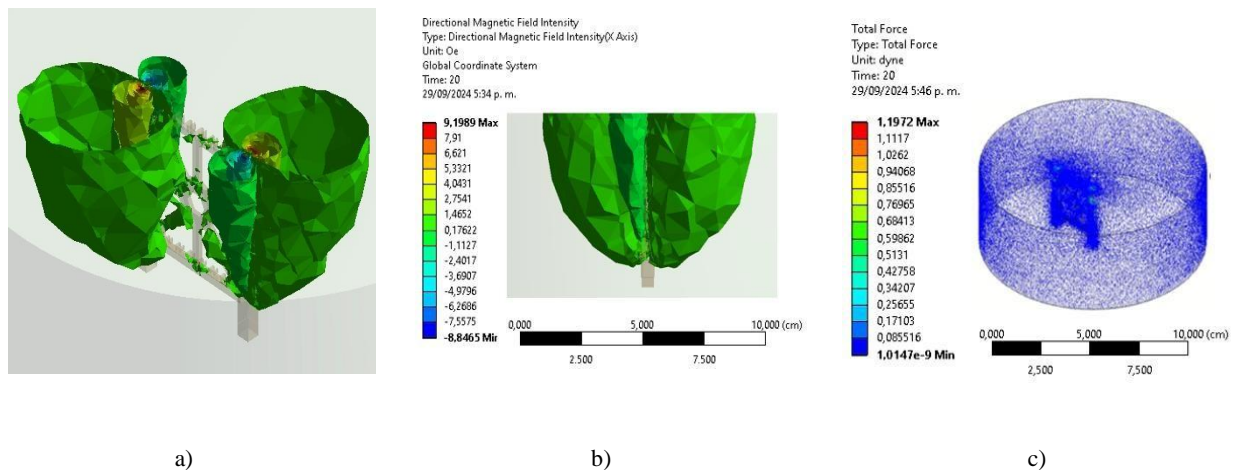 Directional Magnetic Field Intensity
Type: Directional Magnetic Field Intensity(X Axis)
Unit: Oe
Global Coordinate System
Time: 20
29/09/2024 5:34 p. m.
9,1989 Max
7,91
6,621
5,3321
4,0431
2,7541
1,4652
0,17622
-1,1127
-2,4017
-3,6907
-4,9796
-6,2686
-7,5575
-8,8465 Mir
0,000 5,000 10,000 (cm)
2.500 7,500
Total Force
Type: Total Force
Unit: dyne
Time: 20
29/09/2024 5:46 p. m.
1,1972 Max
1,1117
1,0262
0,94068
0,85516
0,76965
0,68413
0,59862
0,5131
0,42758
0,34207
0,25655
0,17103
0,085516
1,0147e-9 Min
0,000 5,000 10,000 (cm)
2,500 7,500
a) b) c)